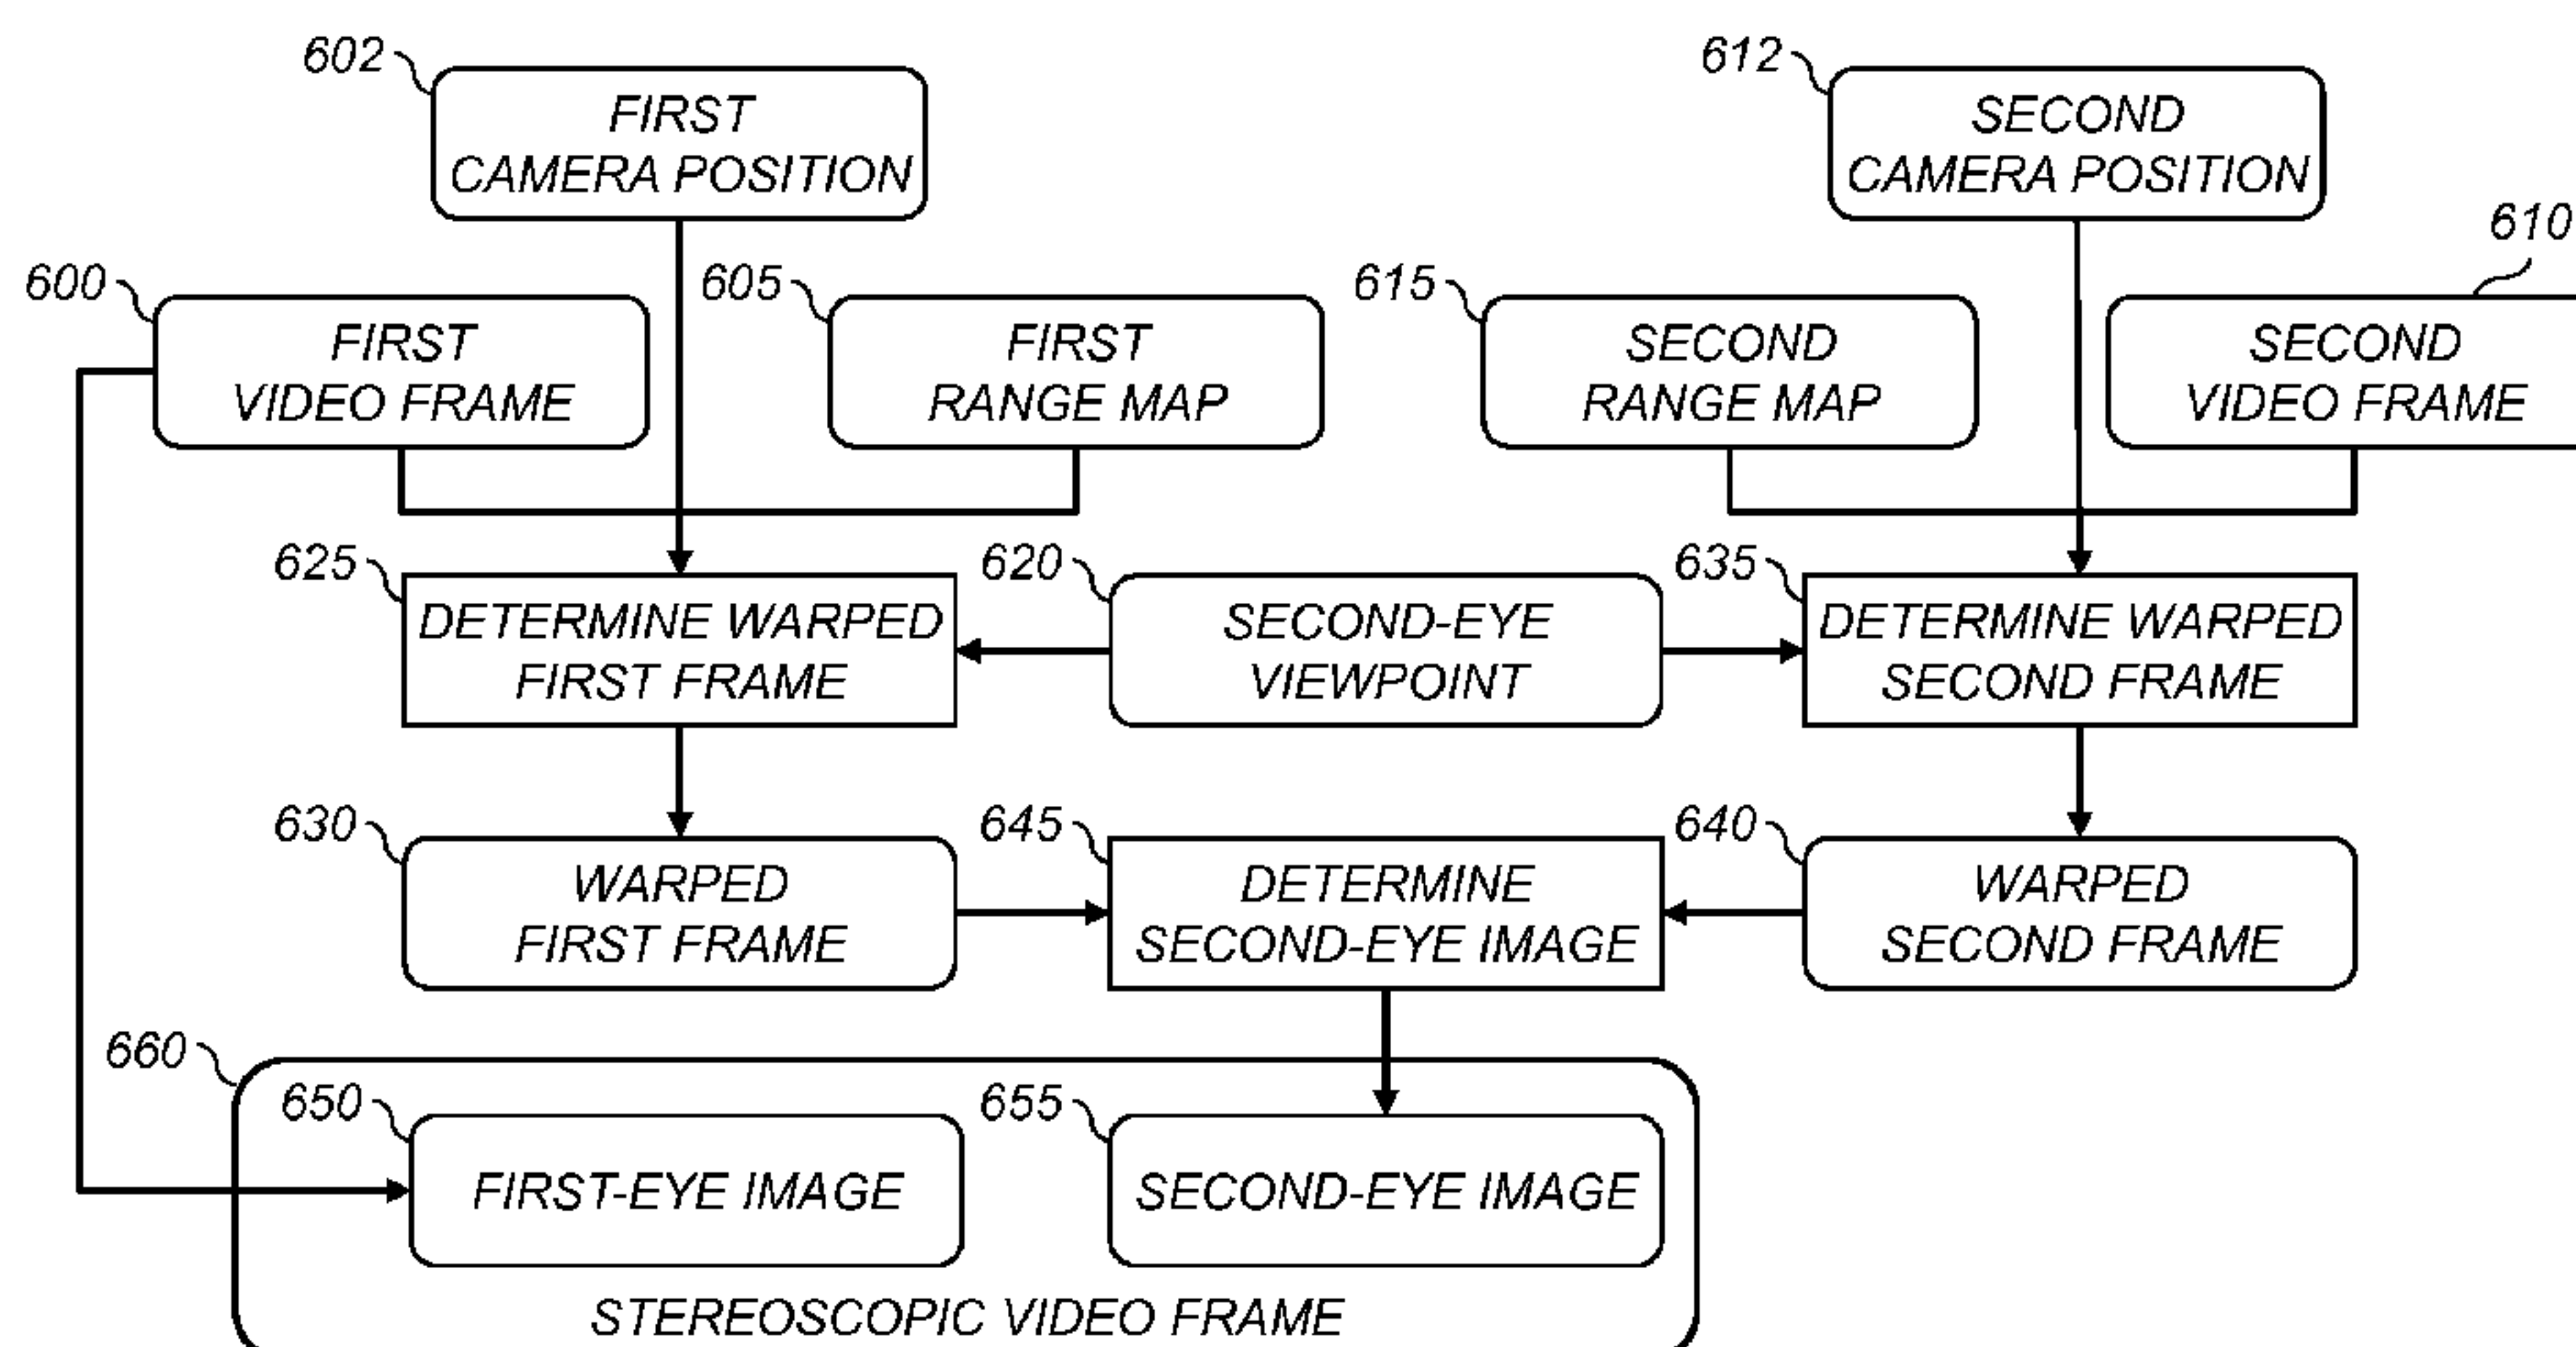 602
FIRST
CAMERA POSITION
612
SECOND
CAMERA POSITION
600
FIRST
VIDEO FRAME
605
FIRST
RANGE MAP
615
SECOND
RANGE MAP
610
SECOND
VIDEO FRAME
625
DETERMINE WARPED
FIRST FRAME
620
SECOND-EYE
VIEWPOINT
635
DETERMINE WARPED
SECOND FRAME
630
WARPED
FIRST FRAME
645
DETERMINE
SECOND-EYE IMAGE
640
WARPED
SECOND FRAME
660
650
FIRST-EYE IMAGE
655
SECOND-EYE IMAGE
STEREOSCOPIC VIDEO FRAME